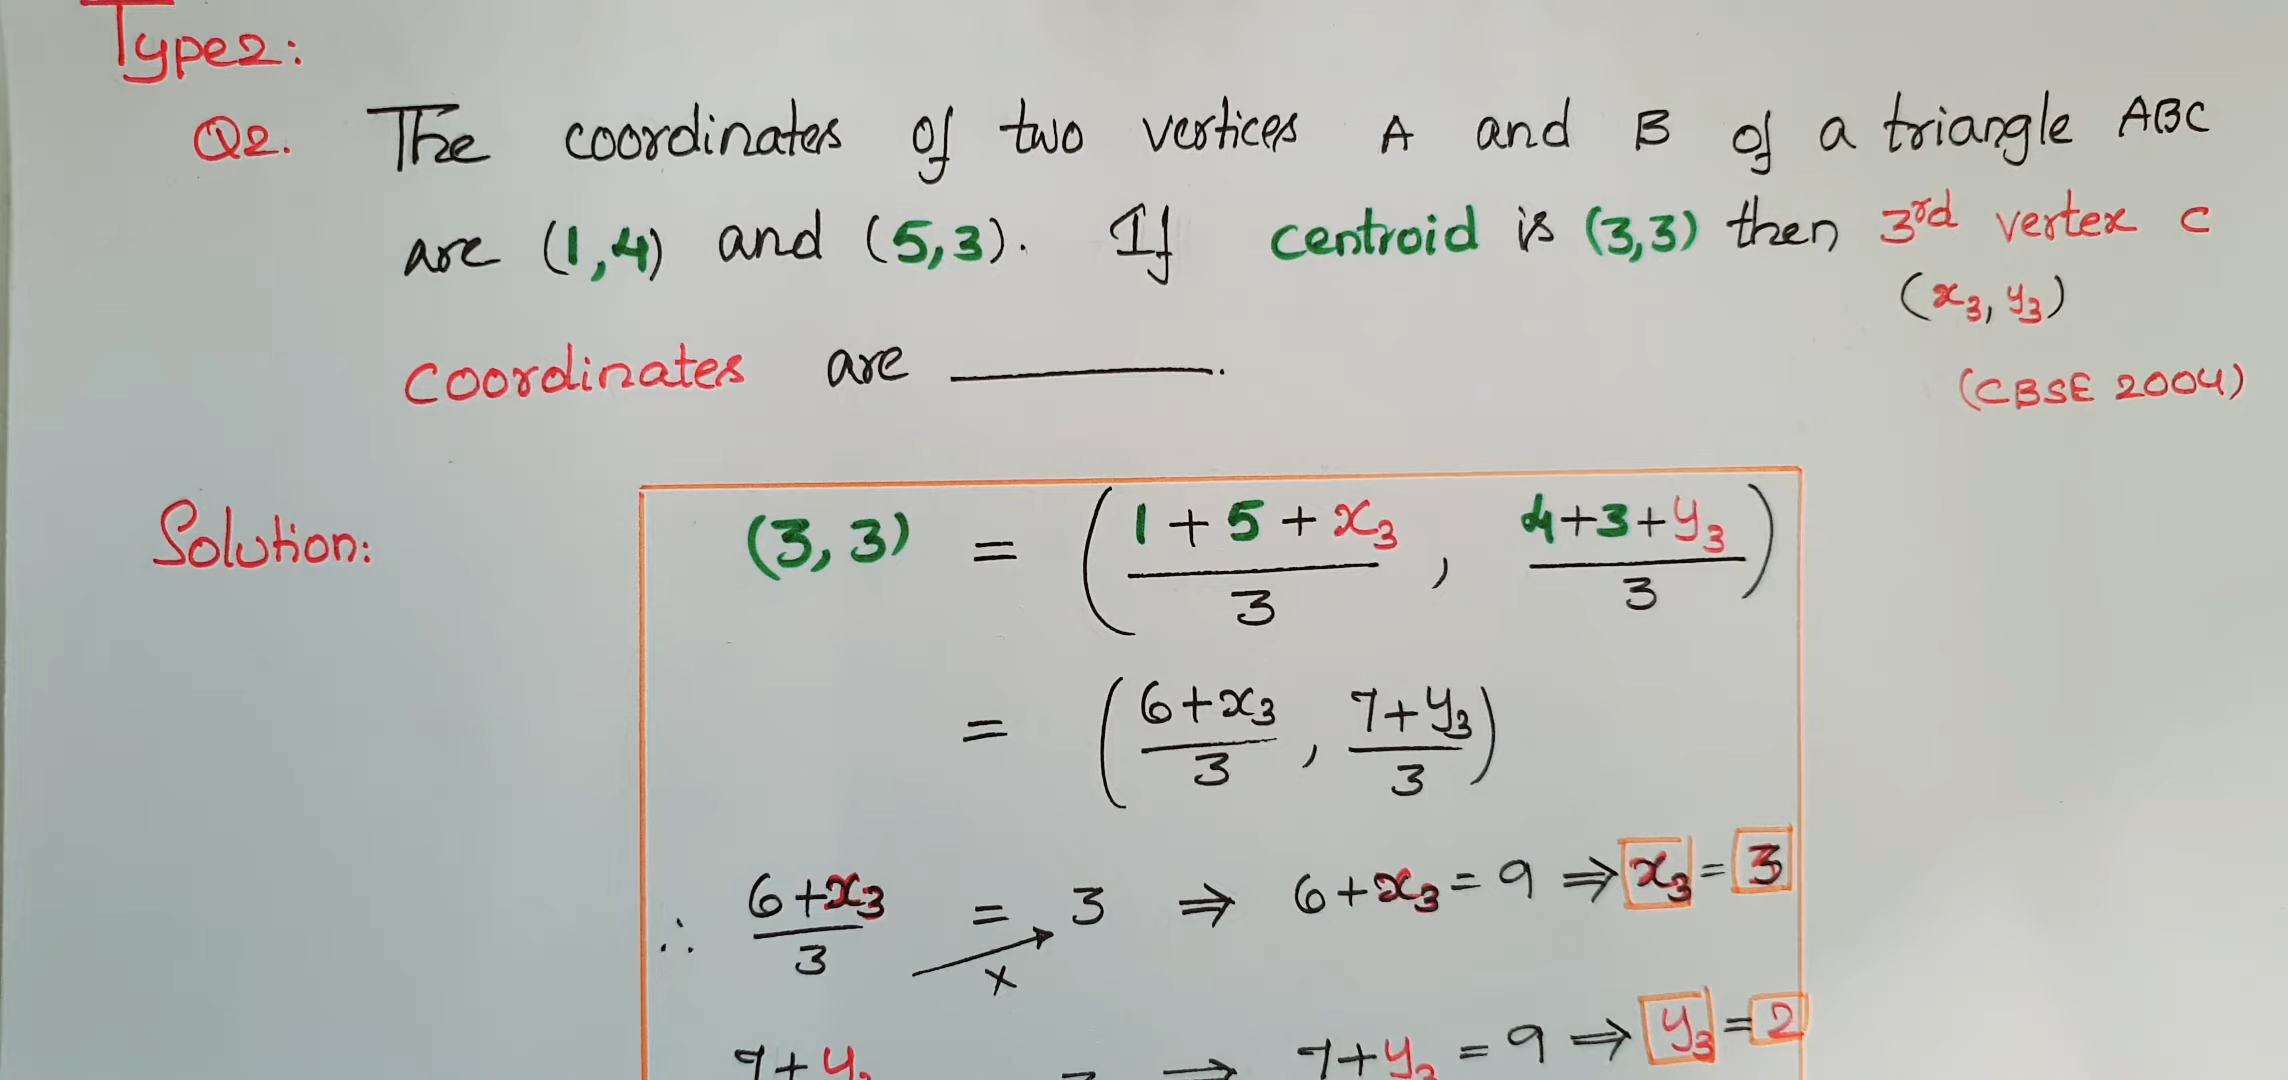 Type2:
Q2. The coordinates of two vertices A and B of a triangle ABC
are (1,4) and (5,3). If centroid is (3,3) then 3rd vertex C
(x₃, y₃)
coordinates are ________.
(CBSE 2004)
Solution: (3,3) = ( (1+5+x₃)/3 , (4+3+y₃)/3 )
= ( (6+x₃)/3 , (7+y₃)/3 )
∴ (6+x₃)/3 = 3 ⇒ 6+x₃ = 9 ⇒ x₃ = 3
x
7+y₃ ⇒ 7+y₃ = 9 ⇒ y₃ = 2